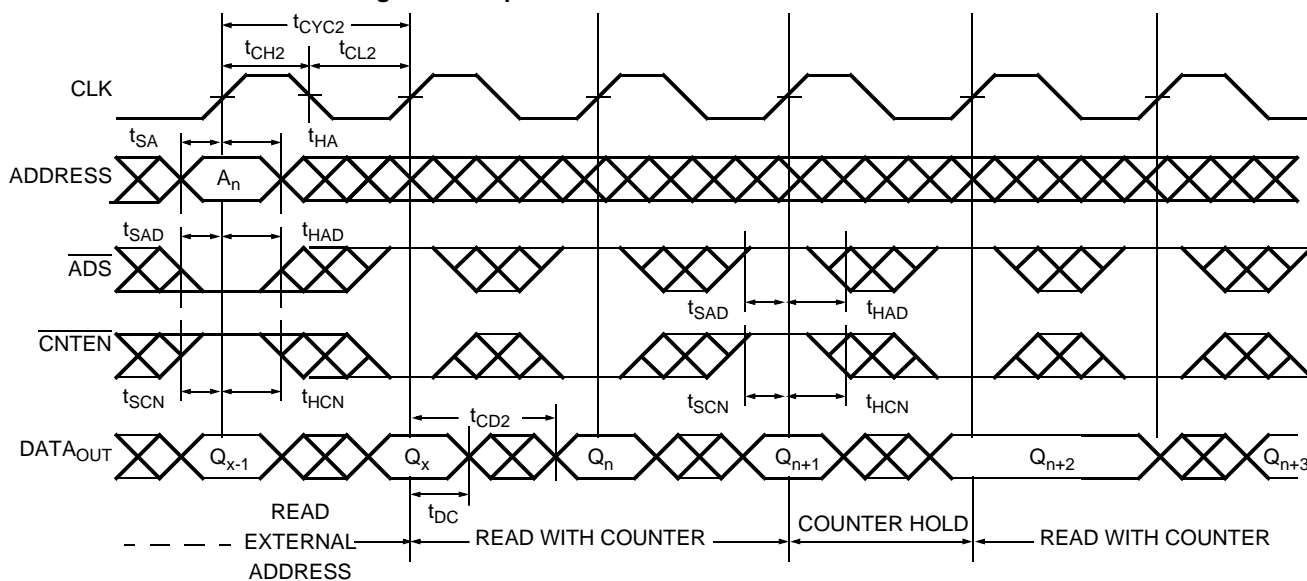 tCYC2
tCH2 tCL2
CLK
tSA tHA
ADDRESS An
tSAD tHAD
ADS
tSAD tHAD
CNTEN
tSCN tHCN tSCN tHCN
tCD2
DATAOUT Qx-1 Qx Qn Qn+1 Qn+2 Qn+3
tDC
READ EXTERNAL ADDRESS
READ WITH COUNTER
COUNTER HOLD
READ WITH COUNTER